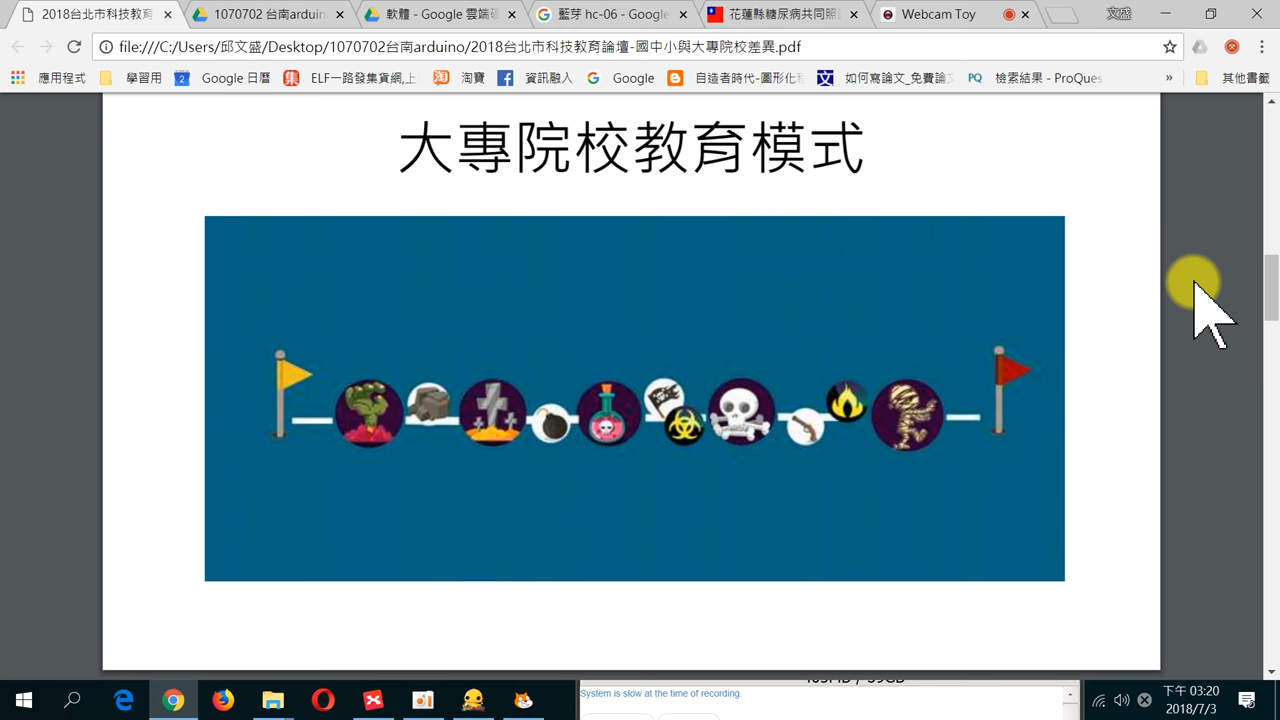 2018台北市科技教育
1070702 台南arduin
軟體 - Google 雲端硬
藍芽 hc-06 - Google
花蓮縣糖尿病共同照
Webcam Toy
文盛
file:///C:/Users/邱文盛/Desktop/1070702台南arduino/2018台北市科技教育論壇-國中小與大專院校差異.pdf
應用程式
學習用
2
Google 日曆
集
ELF一路發集貨網,上
淘
淘寶
資訊融入
Google
自造者時代-圖形化程
文
如何寫論文_免費論文
PQ
檢索結果 - ProQues
»
其他書籤
大專院校教育模式
System is slow at the time of recording.
下午 03:20
2018/7/3